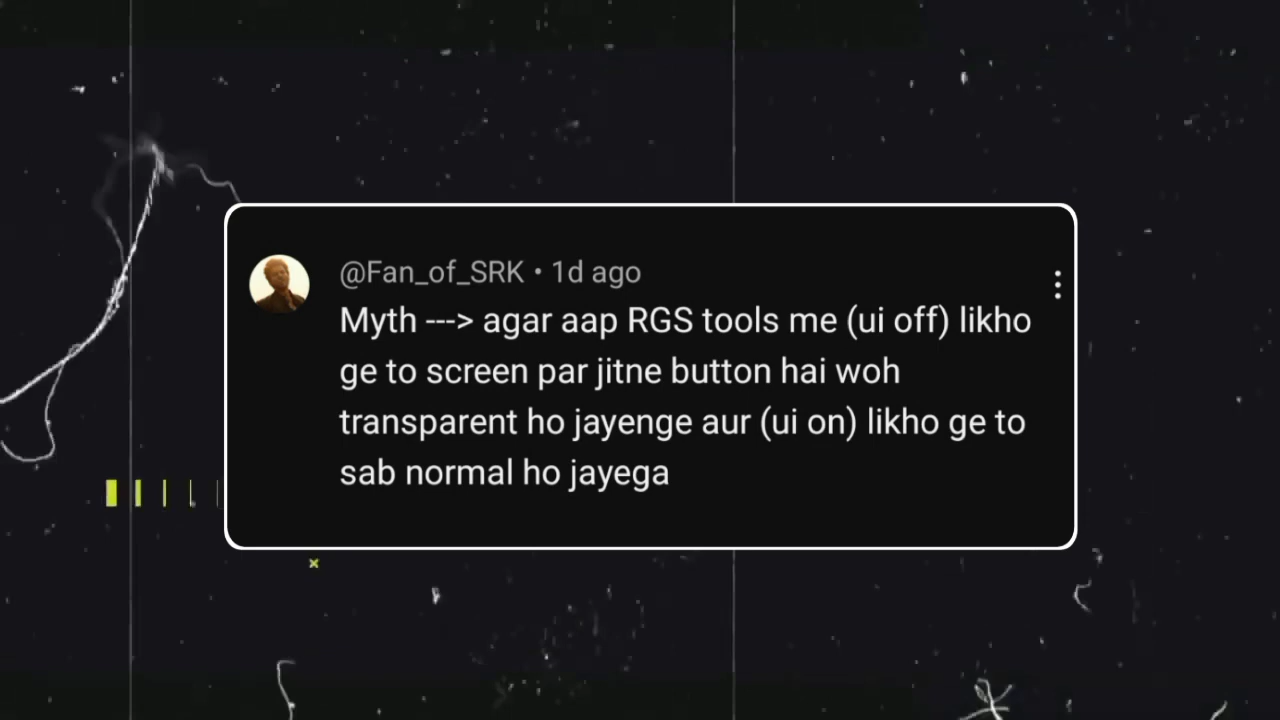 @Fan_of_SRK • 1d ago
Myth ---> agar aap RGS tools me (ui off) likho
ge to screen par jitne button hai woh
transparent ho jayenge aur (ui on) likho ge to
sab normal ho jayega